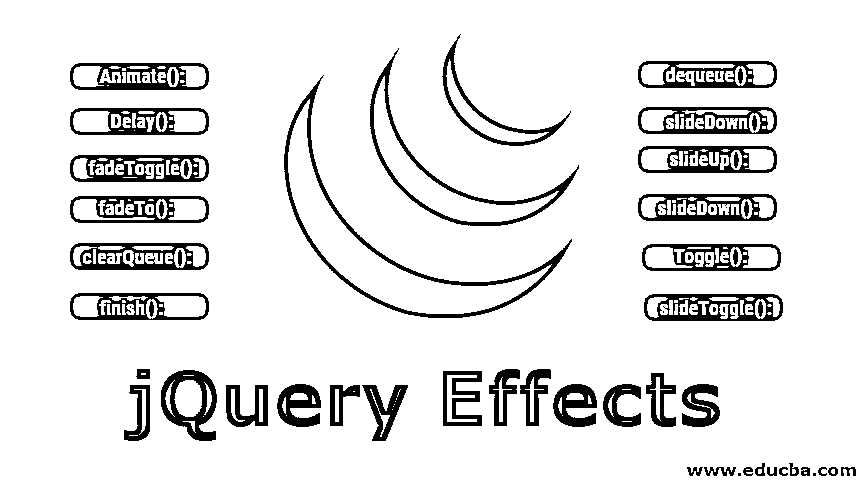 Animate():
Delay():
fadeToggle():
fadeTo():
clearQueue():
finish():
dequeue():
slideDown():
slideUp():
slideDown():
Toggle():
slideToggle():
jQuery Effects
www.educba.com